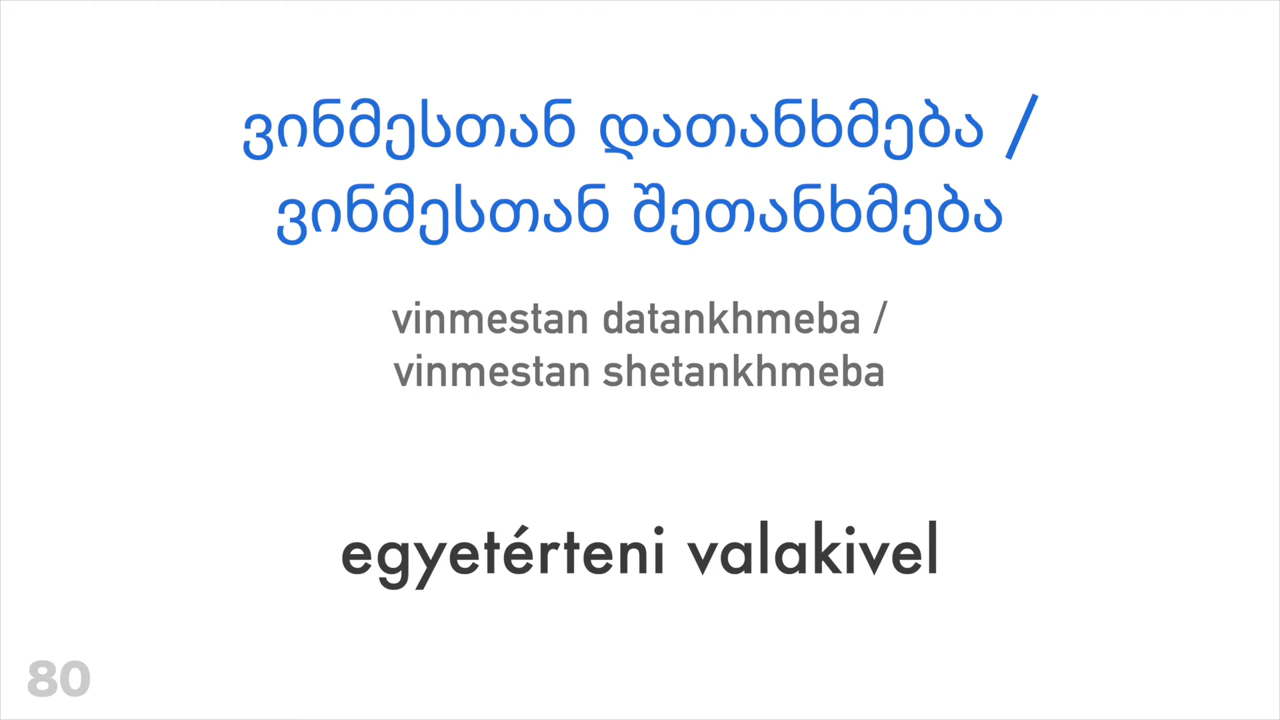 ვინმესთან დათანხმება /
ვინმესთან შეთანხმება
vinmestan datankhmeba /
vinmestan shetankhmeba
egyetérteni valakivel
80